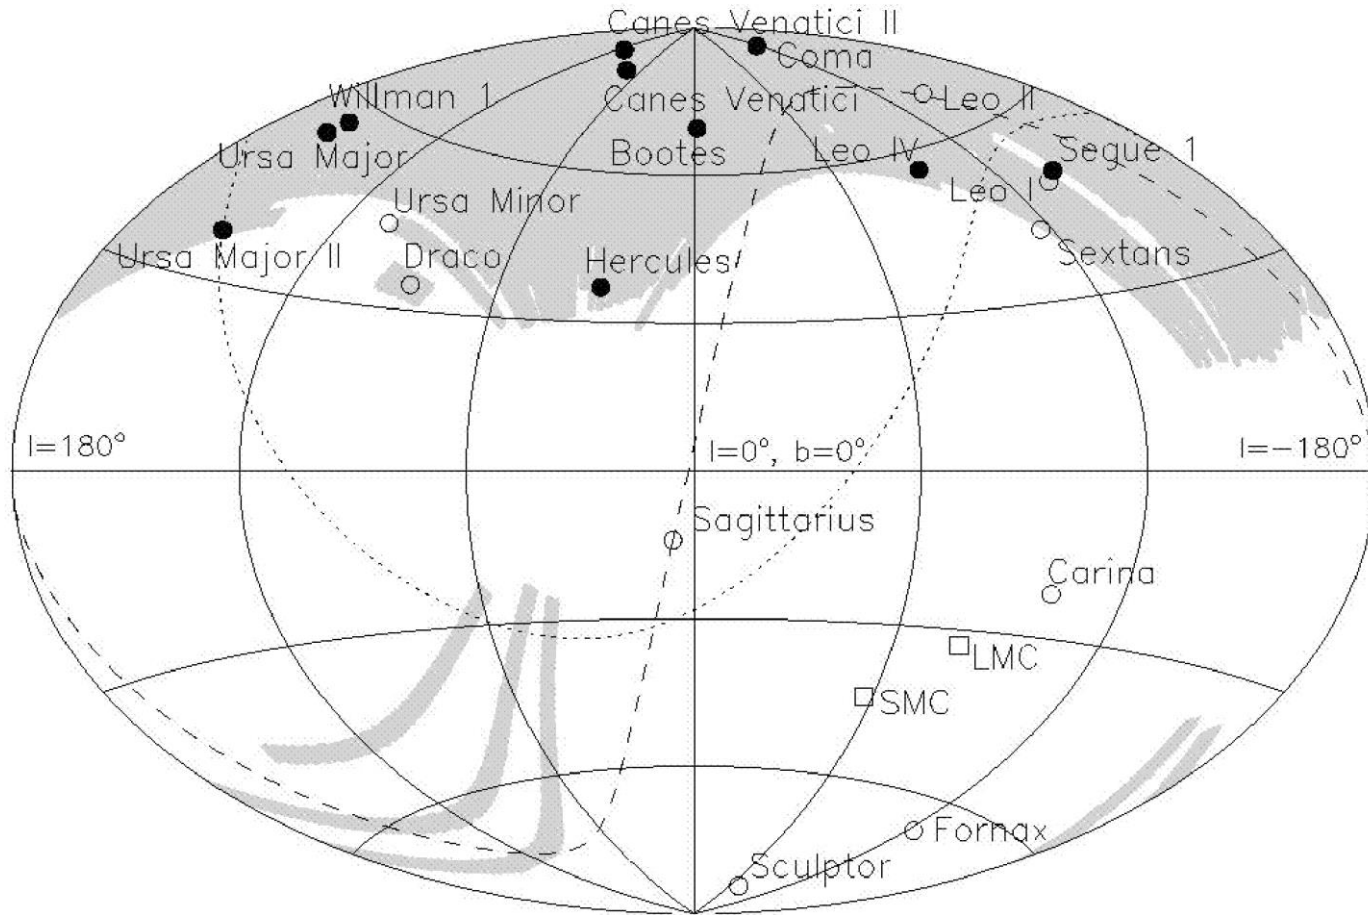 Canes Venatici II
Coma
Willman 1
Canes Venatici
Leo II
Ursa Major
Bootes
Leo IV
Segue 1
Leo I
Ursa Minor
Sextans
Ursa Major II
Draco
Hercules
l=180°
l=0°, b=0°
l=-180°
Sagittarius
Carina
LMC
SMC
Fornax
Sculptor